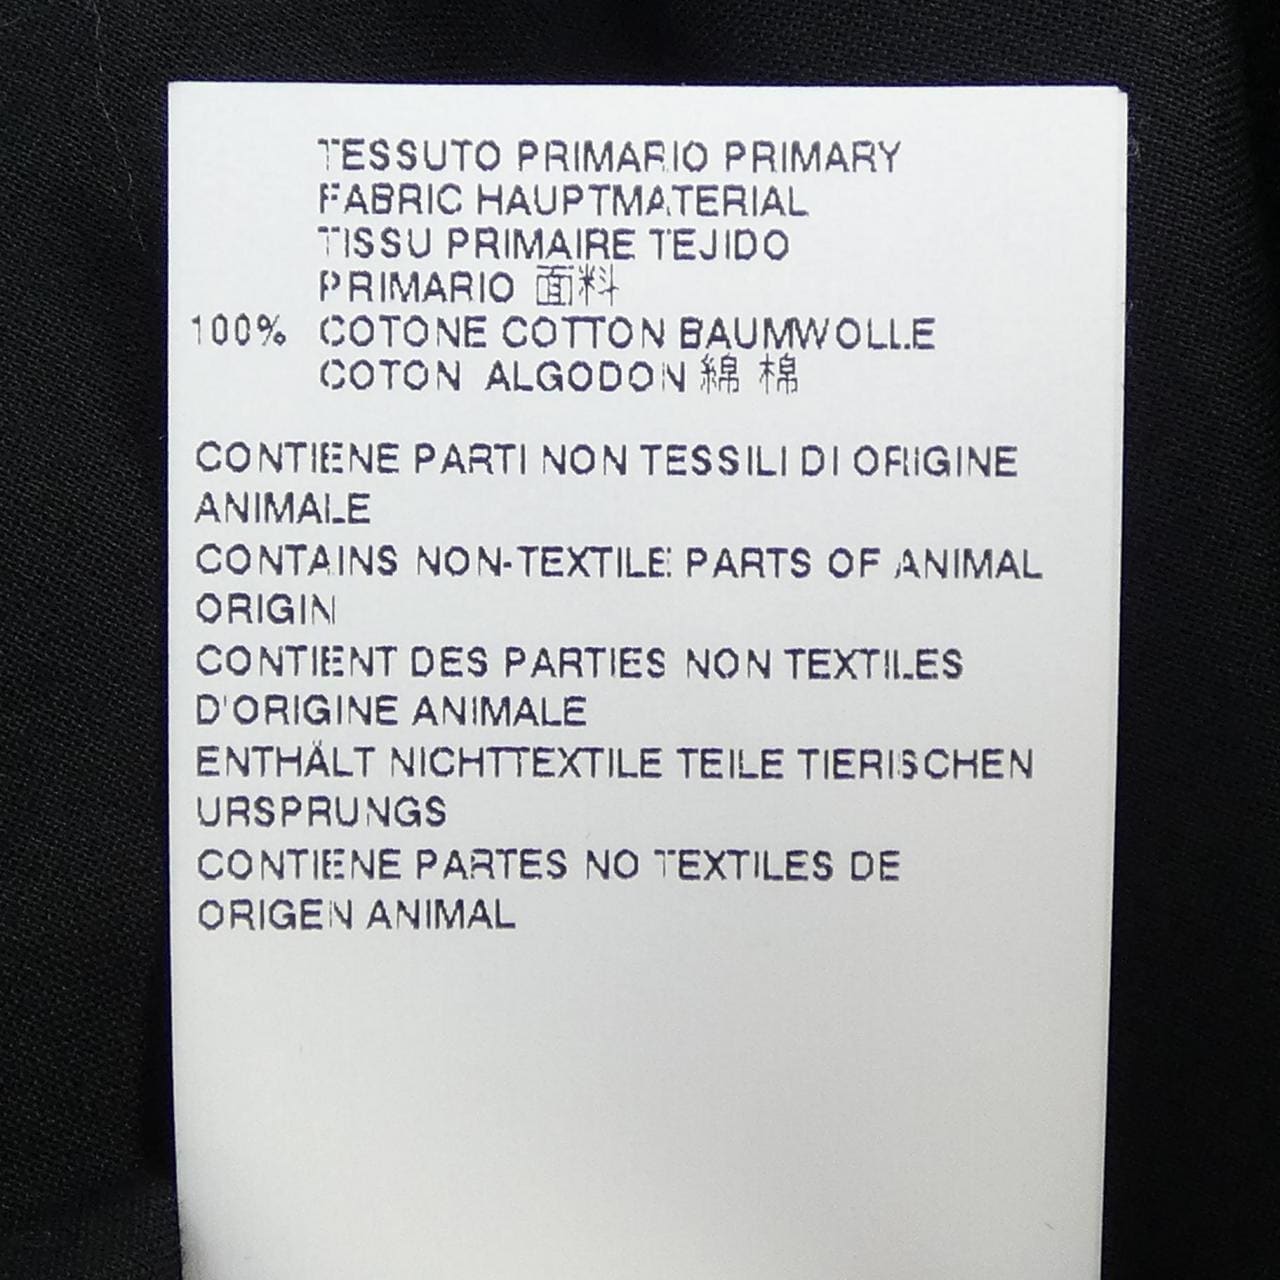 TESSUTO PRIMARIO PRIMARY
FABRIC HAUPTMATERIAL
TISSU PRIMAIRE TEJIDO
PRIMARIO 面料
100% COTONE COTTON BAUMWOLLE
COTON ALGODON 綿 棉
CONTIENE PARTI NON TESSILI DI ORIGINE
ANIMALE
CONTAINS NON-TEXTILE PARTS OF ANIMAL
ORIGIN
CONTIENT DES PARTIES NON TEXTILES
D'ORIGINE ANIMALE
ENTHÄLT NICHTTEXTILE TEILE TIERISCHEN
URSPRUNGS
CONTIENE PARTES NO TEXTILES DE
ORIGEN ANIMAL